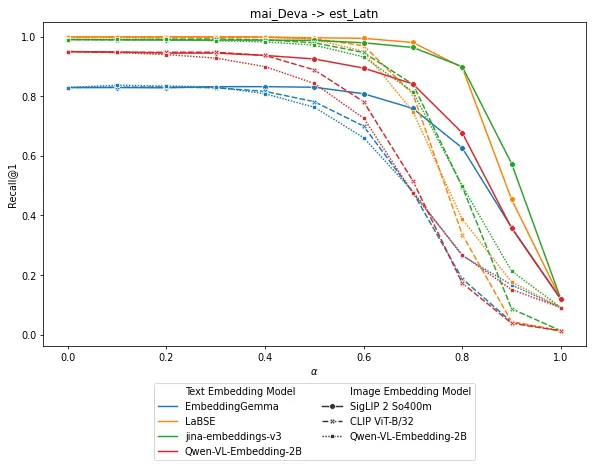 mai_Deva -> est_Latn
Recall@1
1.0
0.8
0.6
0.4
0.2
0.0
0.0 0.2 0.4 0.6 0.8 1.0
α
Text Embedding Model
EmbeddingGemma
LaBSE
jina-embeddings-v3
Qwen-VL-Embedding-2B
Image Embedding Model
SigLIP 2 So400m
CLIP ViT-B/32
Qwen-VL-Embedding-2B